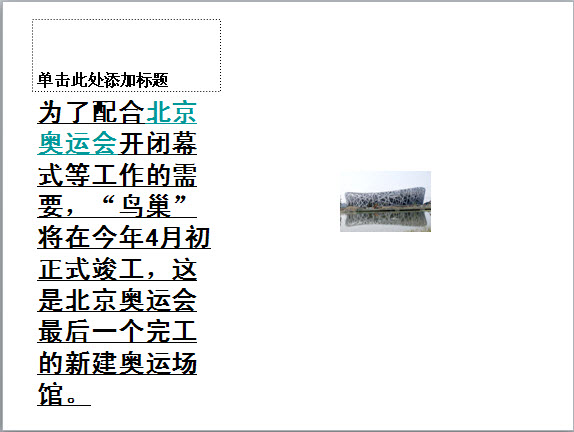 单击此处添加标题
为了配合北京
奥运会开闭幕
式等工作的需
要，“鸟巢”
将在今年4月初
正式竣工，这
是北京奥运会
最后一个完工
的新建奥运场
馆。